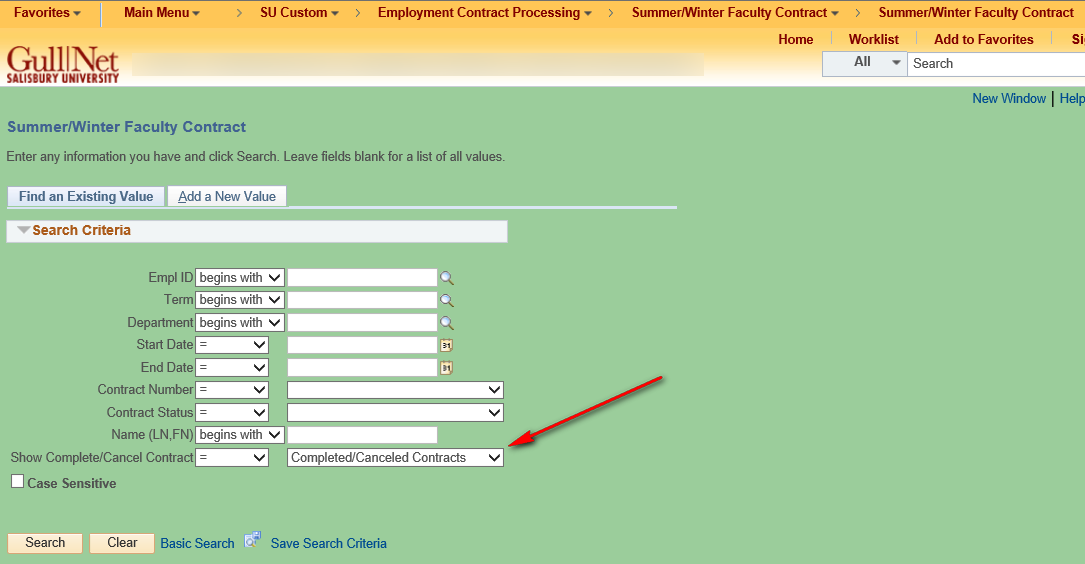 Favorites Main Menu > SU Custom > Employment Contract Processing > Summer/Winter Faculty Contract > Summer/Winter Faculty Contract
Home Worklist Add to Favorites Si
Gull Net
SALISBURY UNIVERSITY
All Search
New Window | Help
Summer/Winter Faculty Contract
Enter any information you have and click Search. Leave fields blank for a list of all values.
Find an Existing Value Add a New Value
Search Criteria
Empl ID begins with
Term begins with
Department begins with
Start Date = 31
End Date = 31
Contract Number =
Contract Status =
Name (LN,FN) begins with
Show Complete/Cancel Contract = Completed/Canceled Contracts
Case Sensitive
Search Clear Basic Search Save Search Criteria